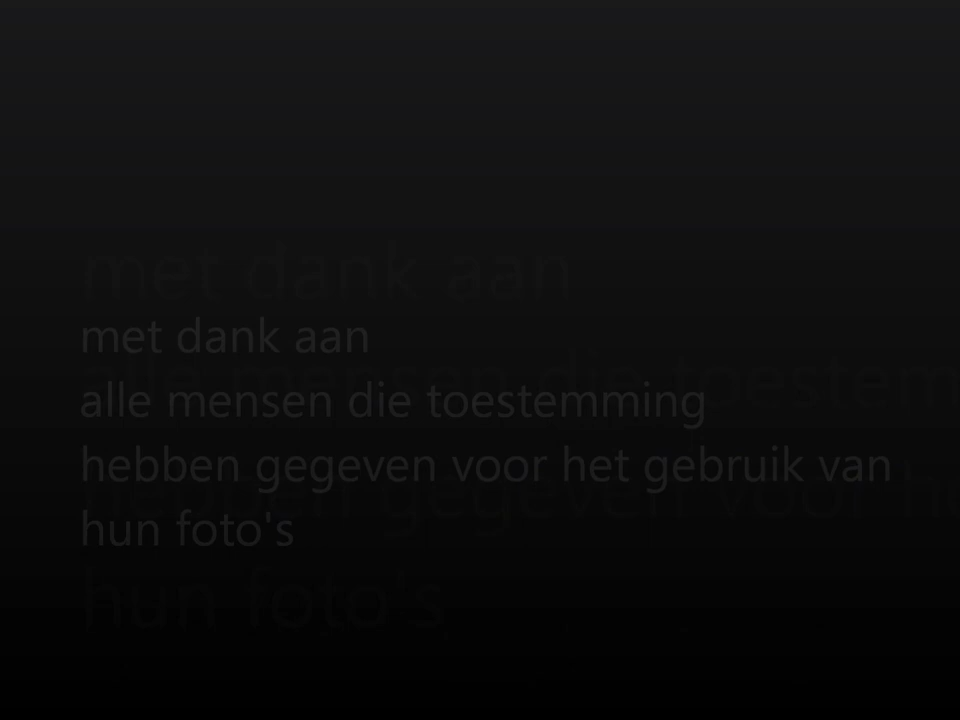 met dank aan
alle mensen die toestemming
hebben gegeven voor het gebruik van
hun foto's